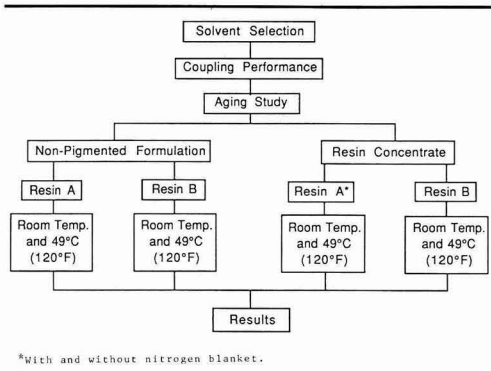 Solvent Selection
Coupling Performance
Aging Study
Non-Pigmented Formulation
Resin Concentrate
Resin A
Resin B
Resin A*
Resin B
Room Temp.
and 49°C
(120°F)
Room Temp.
and 49°C
(120°F)
Room Temp.
and 49°C
(120°F)
Room Temp.
and 49°C
(120°F)
Results
*With and without nitrogen blanket.